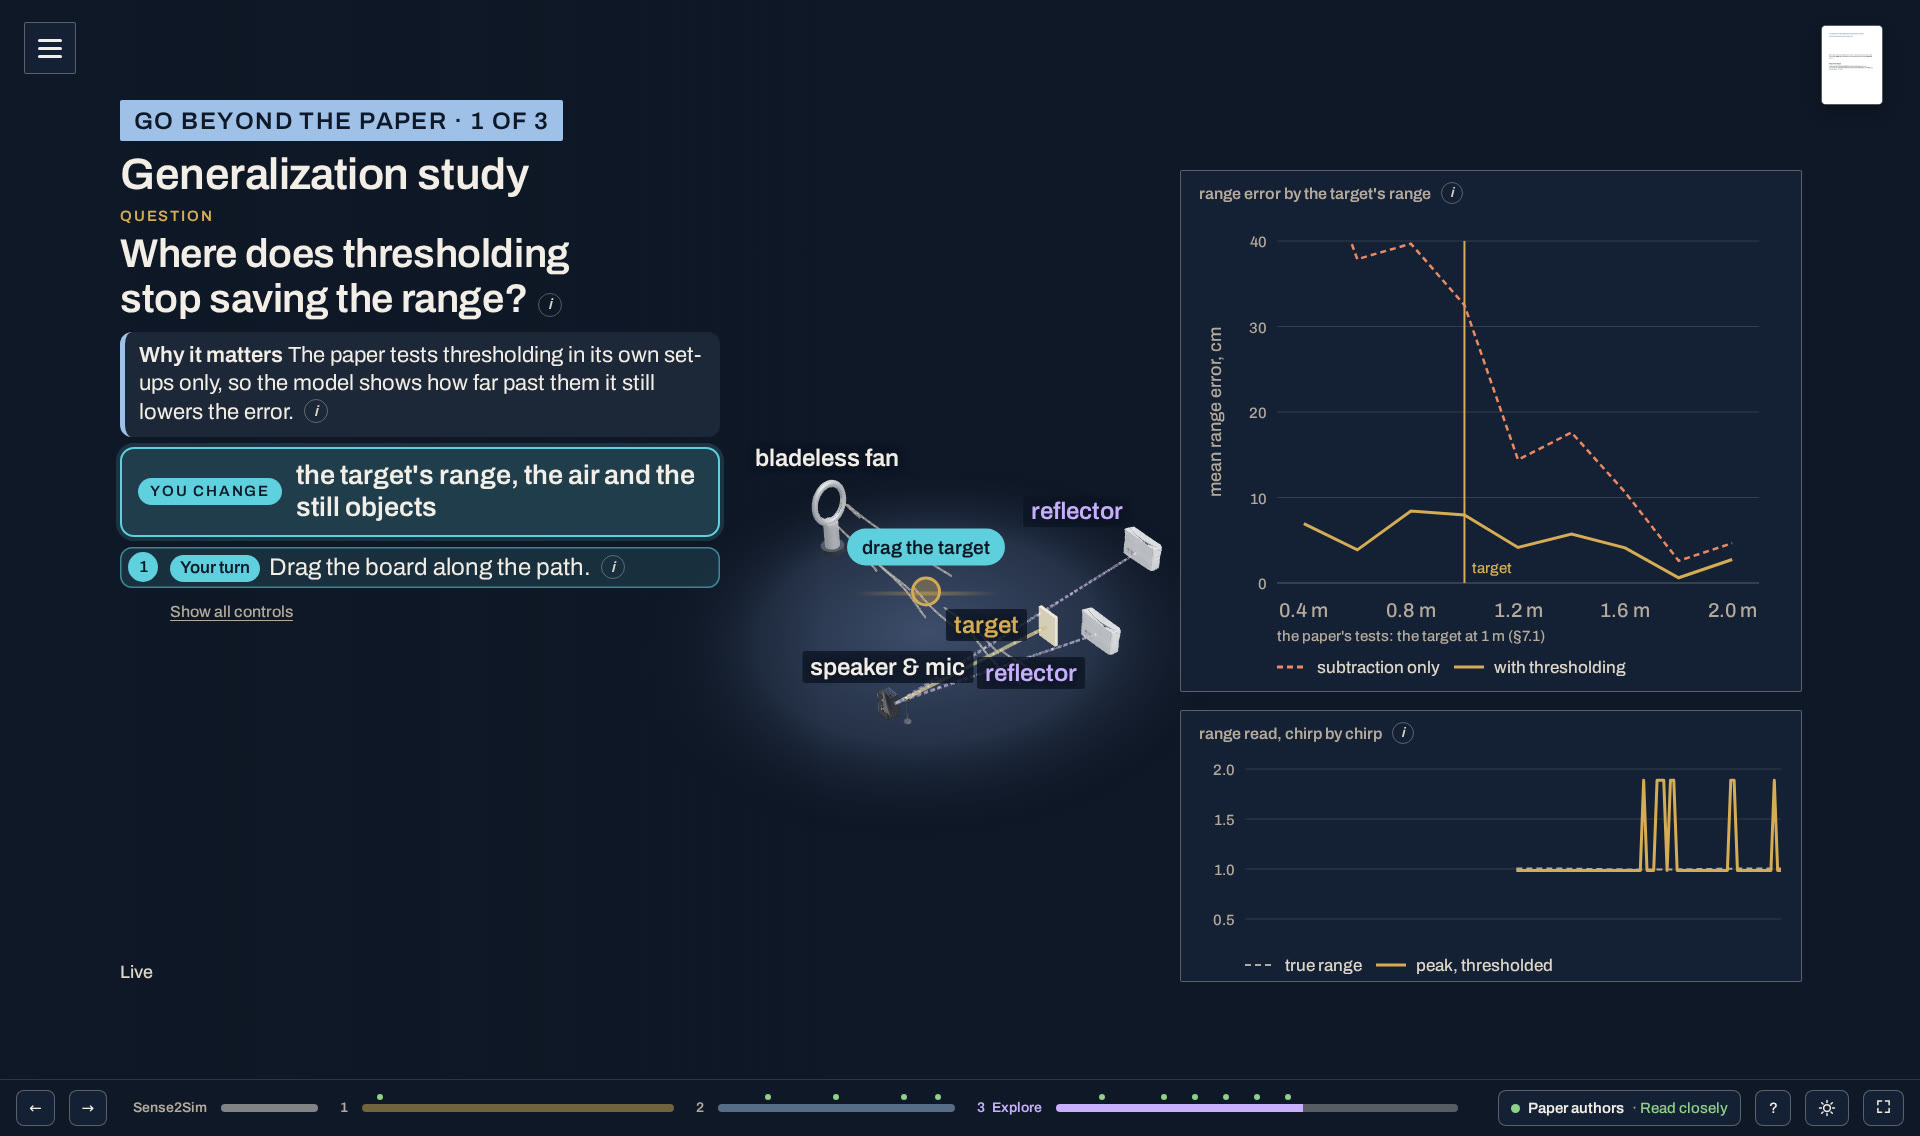 GO BEYOND THE PAPER · 1 OF 3
Generalization study
QUESTION
Where does thresholding
stop saving the range? i
Why it matters The paper tests thresholding in its own set-
ups only, so the model shows how far past them it still
lowers the error. i
YOU CHANGE the target's range, the air and the
still objects
1 Your turn Drag the board along the path. i
Show all controls
Live
bladeless fan
reflector
drag the target
target
speaker & mic
reflector
range error by the target's range i
mean range error, cm
40
30
20
10
0
target
0.4 m 0.8 m 1.2 m 1.6 m 2.0 m
the paper's tests: the target at 1 m (§7.1)
subtraction only with thresholding
range read, chirp by chirp i
2.0
1.5
1.0
0.5
true range peak, thresholded
← → Sense2Sim 1 2 3 Explore Paper authors · Read closely ?